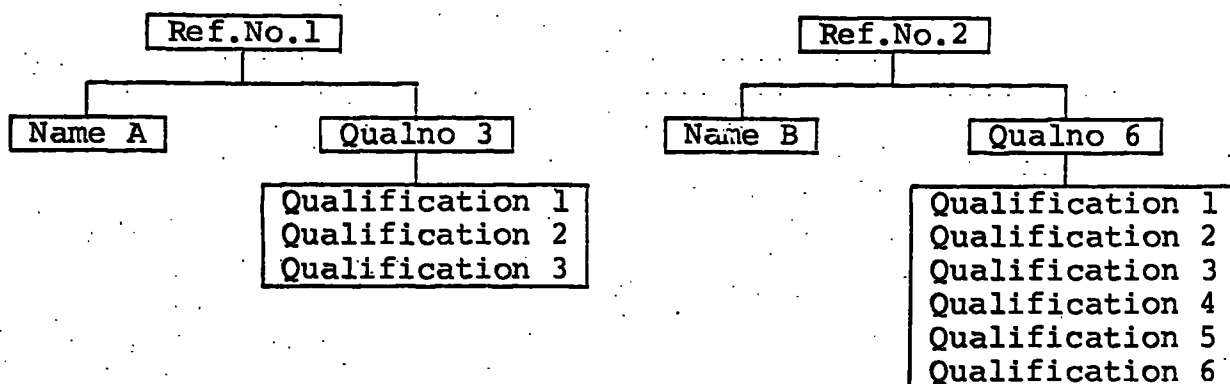 Ref.No.1
Ref.No.2
Name A
Qualno 3
Name B
Qualno 6
Qualification 1
Qualification 2
Qualification 3
Qualification 1
Qualification 2
Qualification 3
Qualification 4
Qualification 5
Qualification 6